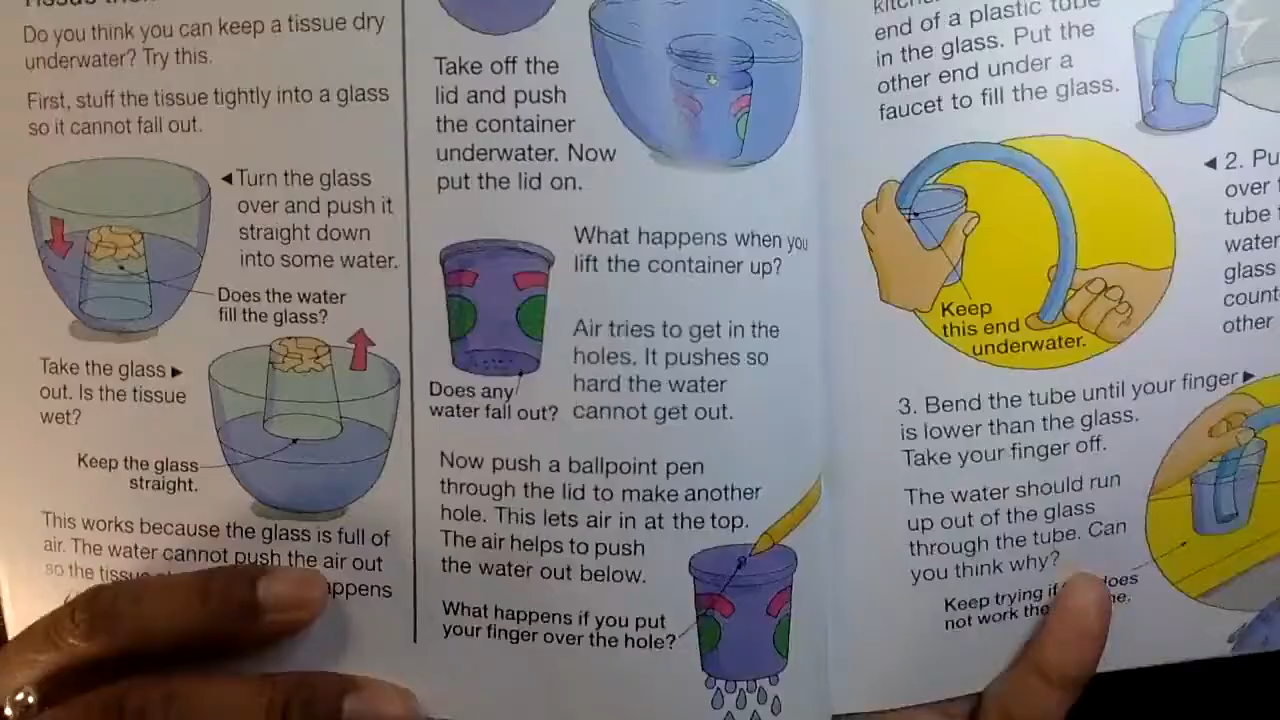 Do you think you can keep a tissue dry
underwater? Try this.
First, stuff the tissue tightly into a glass
so it cannot fall out.
◄ Turn the glass
over and push it
straight down
into some water.
Does the water
fill the glass?
Take the glass ►
out. Is the tissue
wet?
Keep the glass
straight.
This works because the glass is full of
air. The water cannot push the air out
so the
Take off the
lid and push
the container
underwater. Now
put the lid on.
What happens when you
lift the container up?
Air tries to get in the
holes. It pushes so
hard the water
cannot get out.
Does any
water fall out?
Now push a ballpoint pen
through the lid to make another
hole. This lets air in at the top.
The air helps to push
the water out below.
What happens if you put
your finger over the hole?
end of a plastic tube
in the glass. Put the
other end under a
faucet to fill the glass.
Keep
this end
underwater.
◄ 2.
over
tube
water
glass
other
3. Bend the tube until your finger ►
is lower than the glass.
Take your finger off.
The water should run
up out of the glass
through the tube. Can
you think why?
Keep trying if
not work the